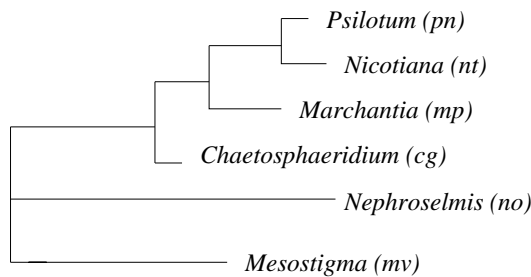 Psilotum (pn)
Nicotiana (nt)
Marchantia (mp)
Chaetosphaeridium (cg)
Nephroselmis (no)
Mesostigma (mv)